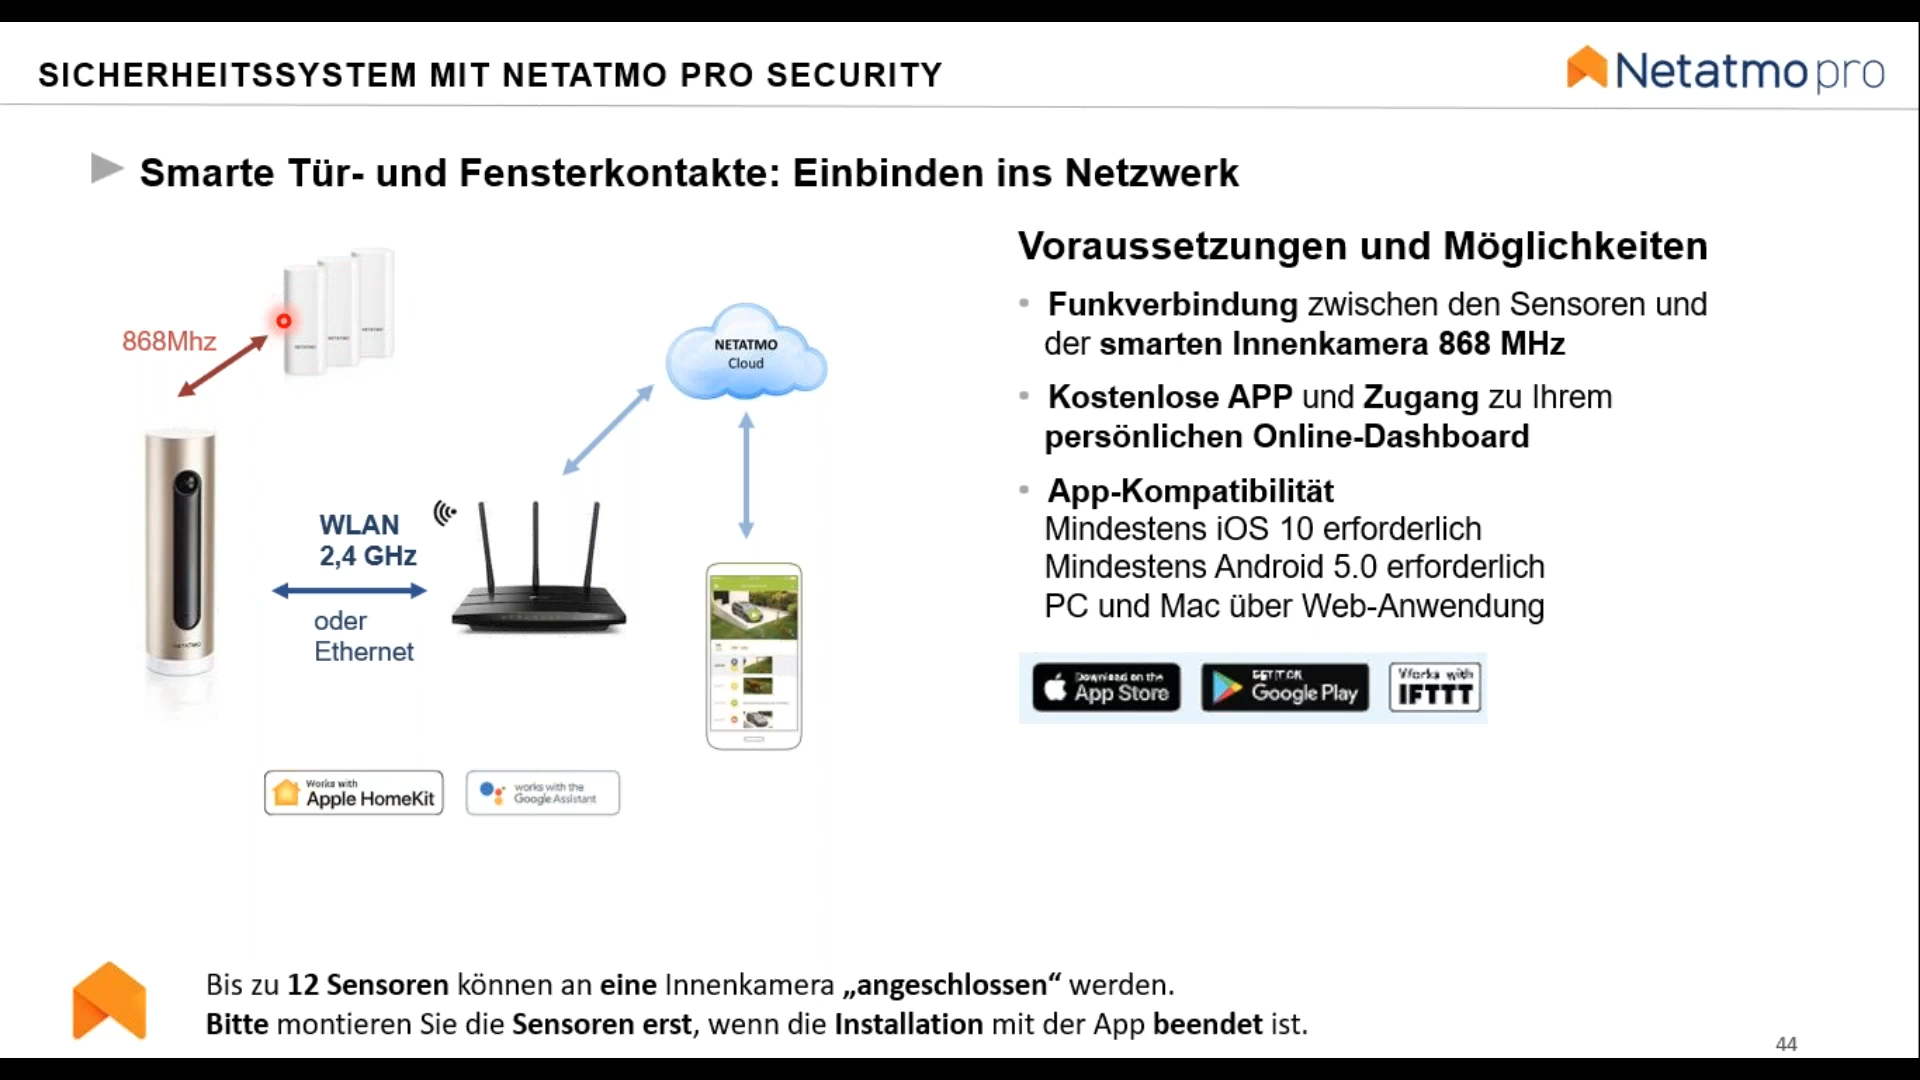 SICHERHEITSSYSTEM MIT NETATMO PRO SECURITY
Netatmo pro
Smarte Tür- und Fensterkontakte: Einbinden ins Netzwerk
868Mhz
NETATMO
NETATMO
NETATMO
NETATMO
Cloud
NETATMO
WLAN
2,4 GHz
oder
Ethernet
Works with
Apple HomeKit
works with the
Google Assistant
Voraussetzungen und Möglichkeiten
• Funkverbindung zwischen den Sensoren und
der smarten Innenkamera 868 MHz
• Kostenlose APP und Zugang zu Ihrem
persönlichen Online-Dashboard
• App-Kompatibilität
Mindestens iOS 10 erforderlich
Mindestens Android 5.0 erforderlich
PC und Mac über Web-Anwendung
Download on the
App Store
GET IT ON
Google Play
Works with
IFTTT
Bis zu 12 Sensoren können an eine Innenkamera „angeschlossen“ werden.
Bitte montieren Sie die Sensoren erst, wenn die Installation mit der App beendet ist.
44